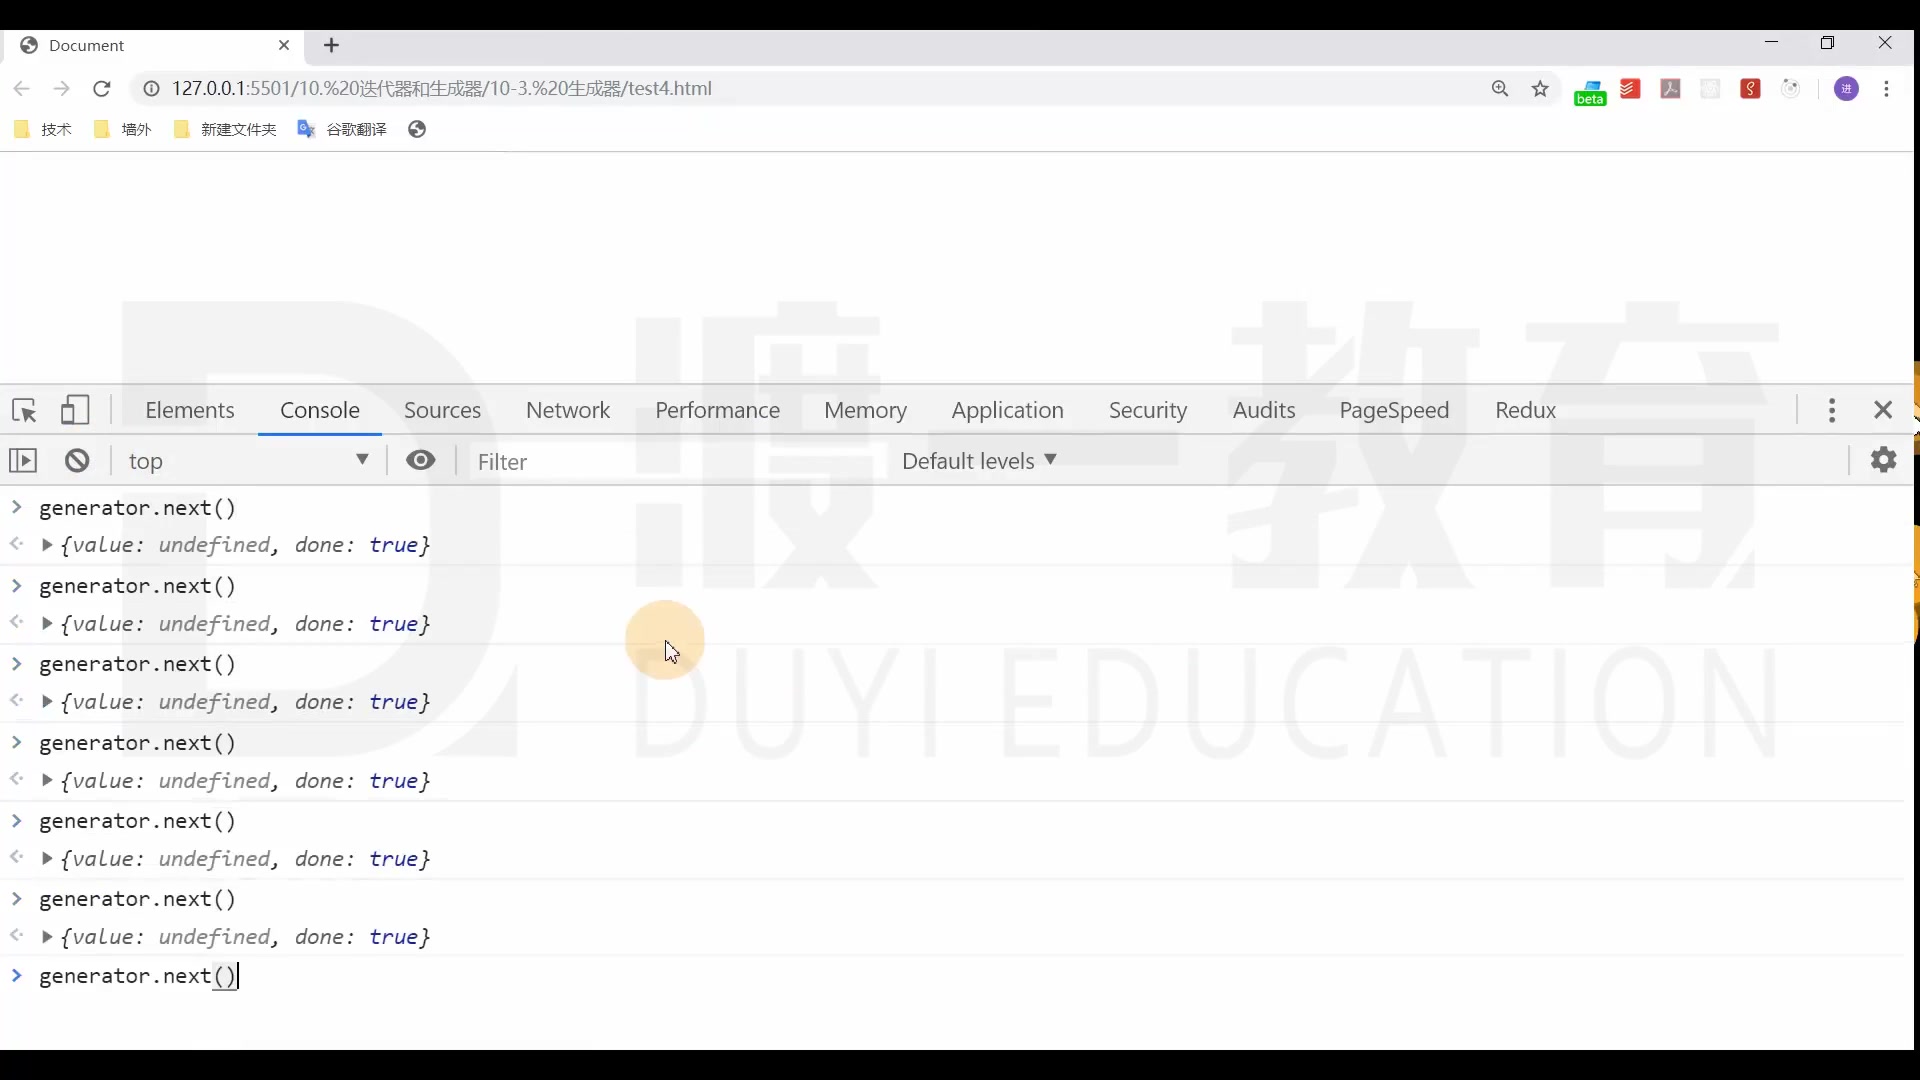 Document
127.0.0.1:5501/10.%20迭代器和生成器/10-3.%20生成器/test4.html
beta
进
技术 墙外 新建文件夹 谷歌翻译
渡一教育
Elements Console Sources Network Performance Memory Application Security Audits PageSpeed Redux
top Filter Default levels
generator.next()
{value: undefined, done: true}
generator.next()
{value: undefined, done: true}
generator.next()
{value: undefined, done: true}
DUYI EDUCATION
generator.next()
{value: undefined, done: true}
generator.next()
{value: undefined, done: true}
generator.next()
{value: undefined, done: true}
generator.next()